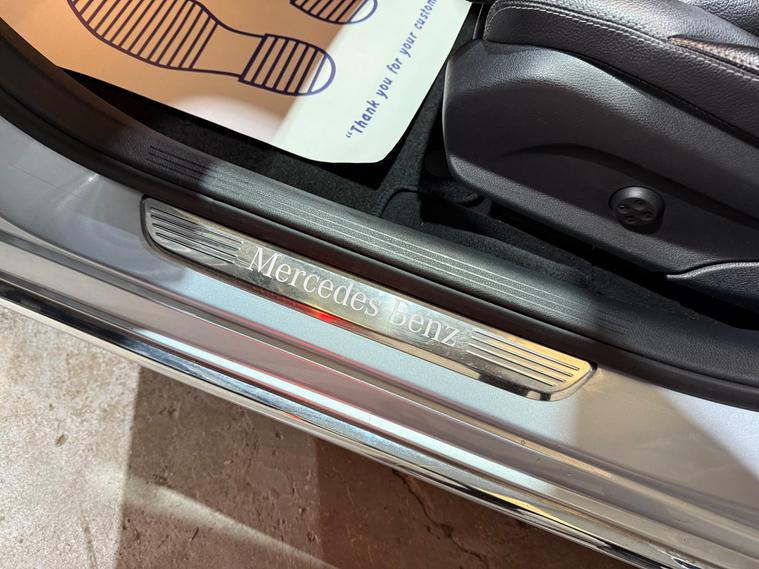 "Thank you for your custom
Mercedes Benz